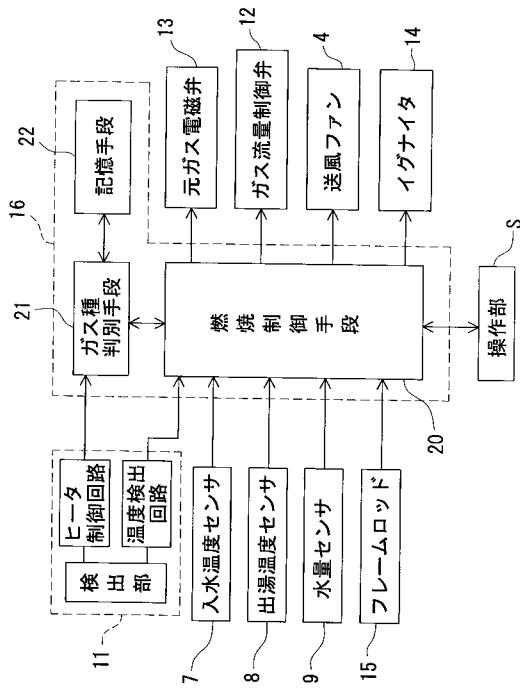 16
22
記憶手段
21
ガス種
判別手段
燃焼制御手段
20
13
元ガス電磁弁
12
ガス流量制御弁
4
送風ファン
14
イグナイタ
S
操作部
11
検出部
ヒータ
制御回路
温度検出
回路
7
入水温度センサ
8
出湯温度センサ
9
水量センサ
15
フレームロッド